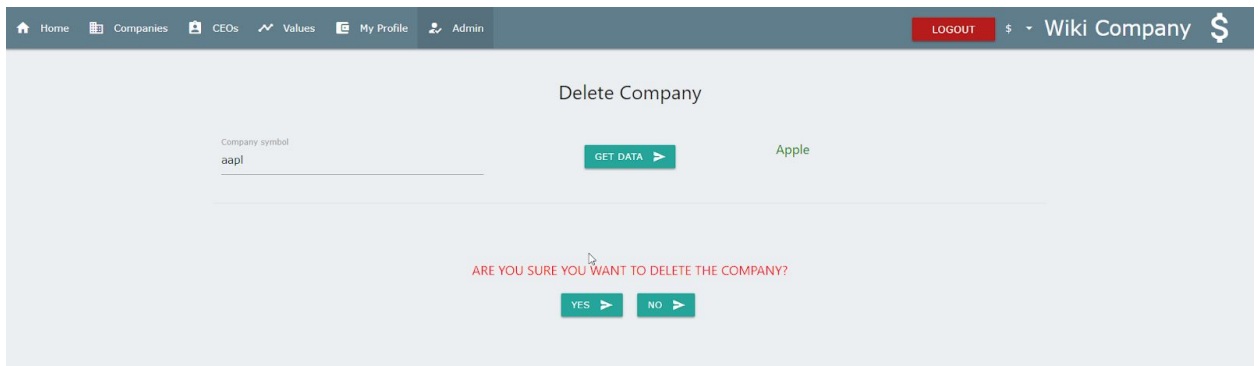 Home Companies CEOs Values My Profile Admin LOGOUT $ Wiki Company $
Delete Company
Company symbol
aapl
GET DATA
Apple
ARE YOU SURE YOU WANT TO DELETE THE COMPANY?
YES NO